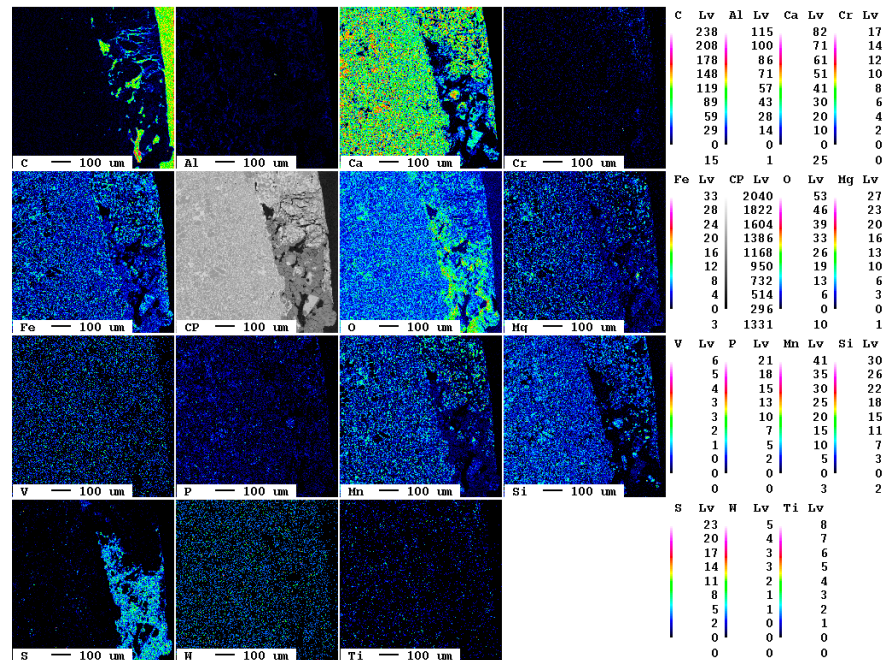 C Lv Al Lv Ca Lv Cr Lv
238 115 82 17
208 100 71 14
178 86 61 12
148 71 51 10
119 57 41 8
89 43 30 6
59 28 20 4
29 14 10 2
0 0 0 0
15 1 25 0
C 100 um Al 100 um Ca 100 um Cr 100 um
Fe Lv CP Lv O Lv Mg Lv
33 2040 53 27
28 1822 46 23
24 1604 39 20
20 1386 33 16
16 1168 26 13
12 950 19 10
8 732 13 6
4 514 6 3
0 296 0 0
3 1331 10 1
Fe 100 um CP 100 um O 100 um Mg 100 um
V Lv P Lv Mn Lv Si Lv
6 21 41 30
5 18 35 26
4 15 30 22
3 13 25 18
3 10 20 15
2 7 15 11
1 5 10 7
0 2 5 3
0 0 0 0
0 0 3 2
V 100 um P 100 um Mn 100 um Si 100 um
S Lv W Lv Ti Lv
23 5 8
20 4 7
17 3 6
14 3 5
11 2 4
8 1 3
5 1 2
2 0 1
0 0 0
0 0 0
S 100 um W 100 um Ti 100 um